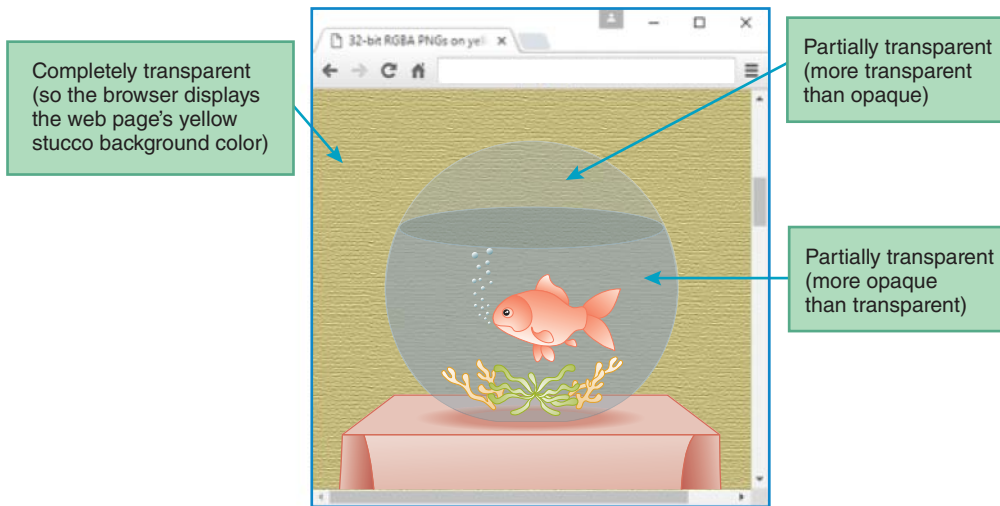 32-bit RGBA PNGs on yel
Completely transparent
(so the browser displays
the web page's yellow
stucco background color)
Partially transparent
(more transparent
than opaque)
Partially transparent
(more opaque
than transparent)